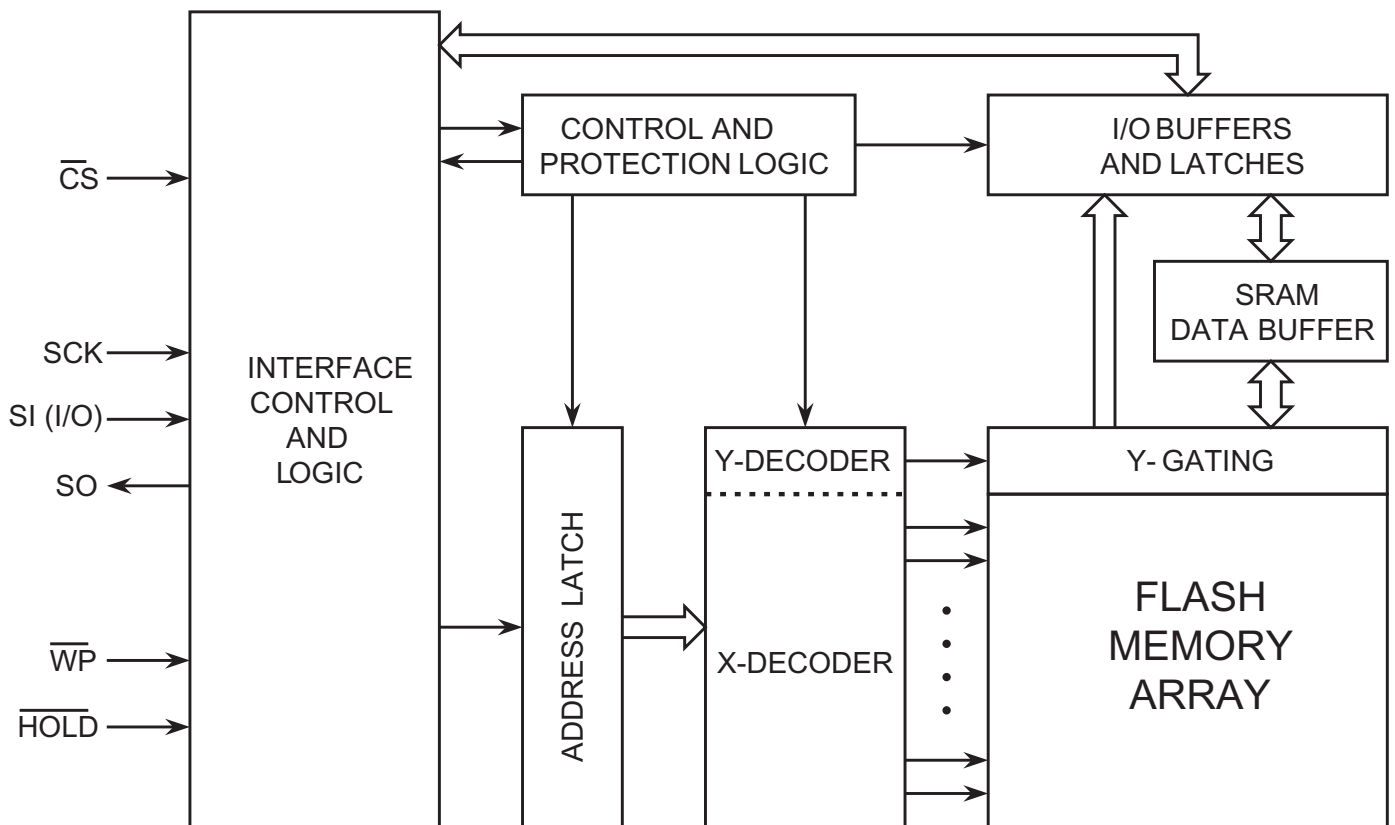 CS
SCK
SI (I/O)
SO
WP
HOLD
INTERFACE
CONTROL
AND
LOGIC
CONTROL AND
PROTECTION LOGIC
I/O BUFFERS
AND LATCHES
SRAM
DATA BUFFER
ADDRESS LATCH
Y-DECODER
X-DECODER
Y- GATING
FLASH
MEMORY
ARRAY